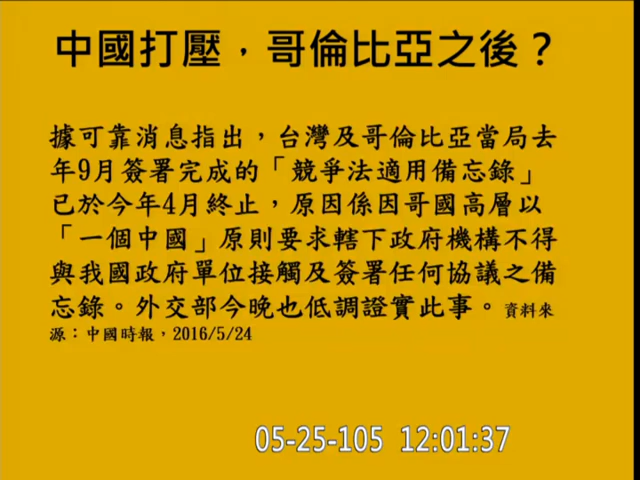 中國打壓，哥倫比亞之後？
據可靠消息指出，台灣及哥倫比亞當局去
年9月簽署完成的「競爭法適用備忘錄」
已於今年4月終止，原因係因哥國高層以
「一個中國」原則要求轄下政府機構不得
與我國政府單位接觸及簽署任何協議之備
忘錄。外交部今晚也低調證實此事。資料來
源：中國時報，2016/5/24
05-25-105 12:01:37